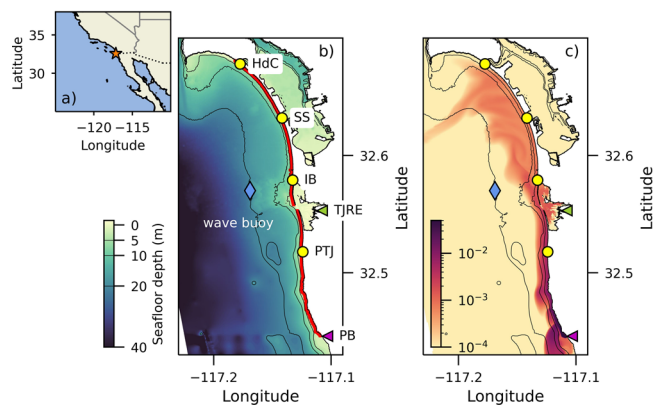 35
30
Latitude
a)
−120 −115
Longitude
b)
HdC
SS
IB
TJRE
wave buoy
PTJ
PB
0
5
10
20
40
Seafloor depth (m)
32.6
32.5
Latitude
−117.2 −117.1
Longitude
c)
10⁻²
10⁻³
10⁻⁴
32.6
32.5
Latitude
−117.2 −117.1
Longitude